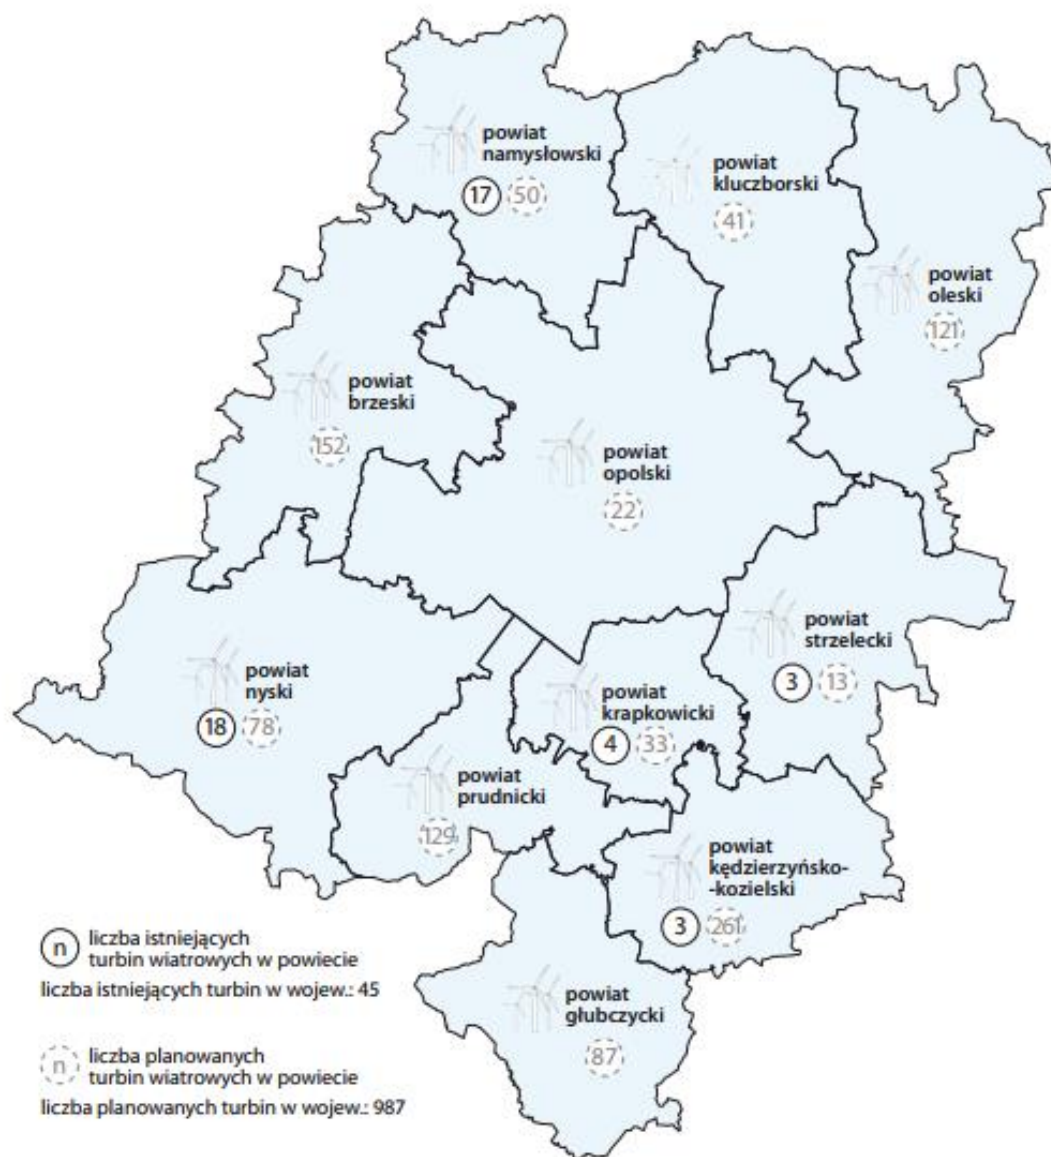 powiat
namysłowski
17 50
powiat
kluczborski
41
powiat
oleski
121
powiat
brzeski
152
powiat
opolski
22
powiat
strzelecki
3 13
powiat
nyski
18 78
powiat
krapkowicki
4 33
powiat
prudnicki
129
powiat
kędzierzyńsko-
-kozielski
3 261
powiat
głubczycki
87
n liczba istniejących
turbin wiatrowych w powiecie
liczba istniejących turbin w wojew.: 45
n liczba planowanych
turbin wiatrowych w powiecie
liczba planowanych turbin w wojew.: 987